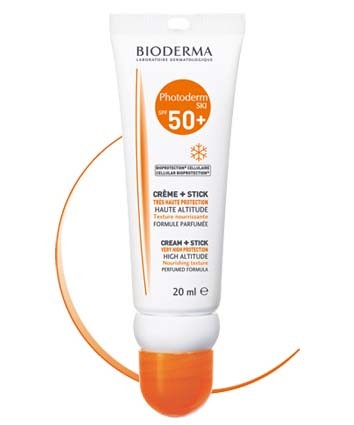 BIODERMA
LABORATOIRE DERMATOLOGIQUE
Photoderm
SKI
SPF 50+
BIOPROTECTION® CELLULAIRE
CELLULAR BIOPROTECTION®
CRÈME + STICK
TRÈS HAUTE PROTECTION
HAUTE ALTITUDE
Texture nourrissante
FORMULE PARFUMÉE
CREAM + STICK
VERY HIGH PROTECTION
HIGH ALTITUDE
Nourishing texture
PERFUMED FORMULA
20 ml e